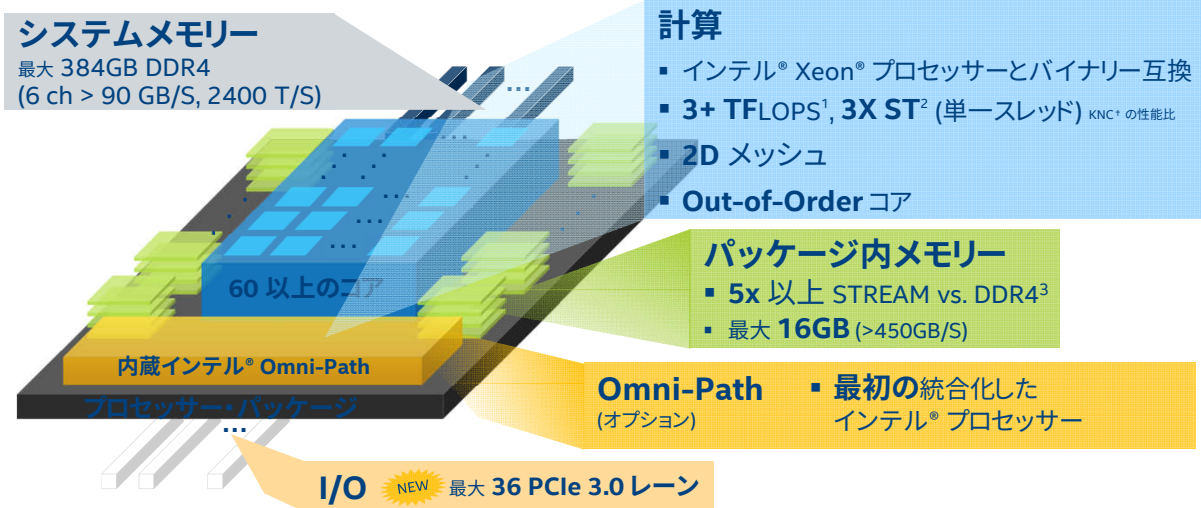 システムメモリー
最大 384GB DDR4
(6 ch > 90 GB/S, 2400 T/S)
...
計算
▪ インテル® Xeon® プロセッサーとバイナリー互換
▪ 3+ TFLOPS¹, 3X ST² (単一スレッド) KNC† の性能比
▪ 2D メッシュ
▪ Out-of-Order コア
...
...
60 以上のコア
パッケージ内メモリー
▪ 5x 以上 STREAM vs. DDR4³
▪ 最大 16GB (>450GB/S)
内蔵インテル® Omni-Path
プロセッサー・パッケージ
...
Omni-Path
(オプション)
▪ 最初の統合化した
インテル® プロセッサー
I/O NEW 最大 36 PCIe 3.0 レーン